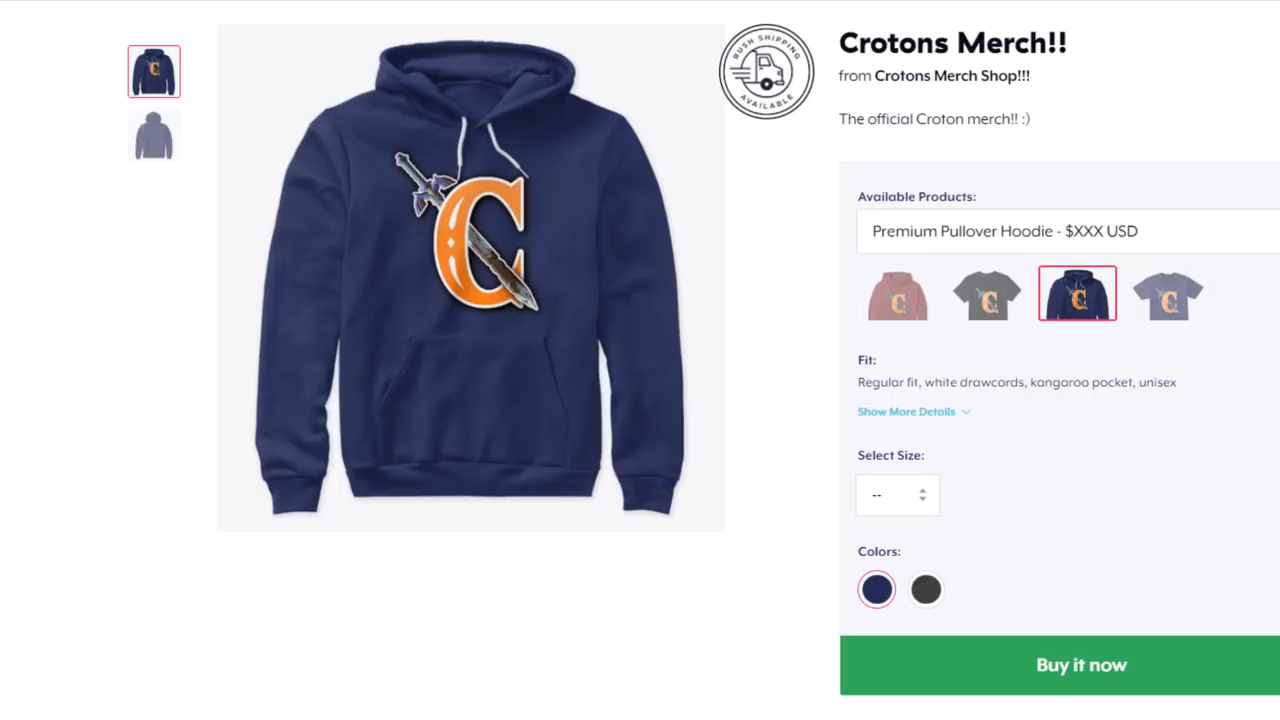 RUSH SHIPPING
AVAILABLE
C
Crotons Merch!!
from Crotons Merch Shop!!!
The official Croton merch!! :)
Available Products:
Premium Pullover Hoodie - $XXX USD
Fit:
Regular fit, white drawcords, kangaroo pocket, unisex
Show More Details
Select Size:
--
Colors:
Buy it now